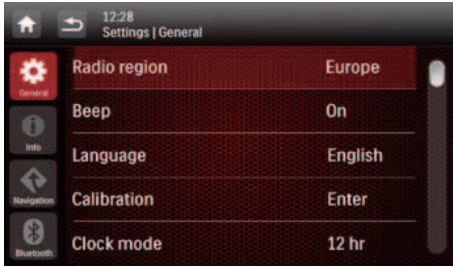 12:28
Settings | General
General
Radio region Europe
Beep On
Info
Language English
Navigation
Calibration Enter
Bluetooth
Clock mode 12 hr